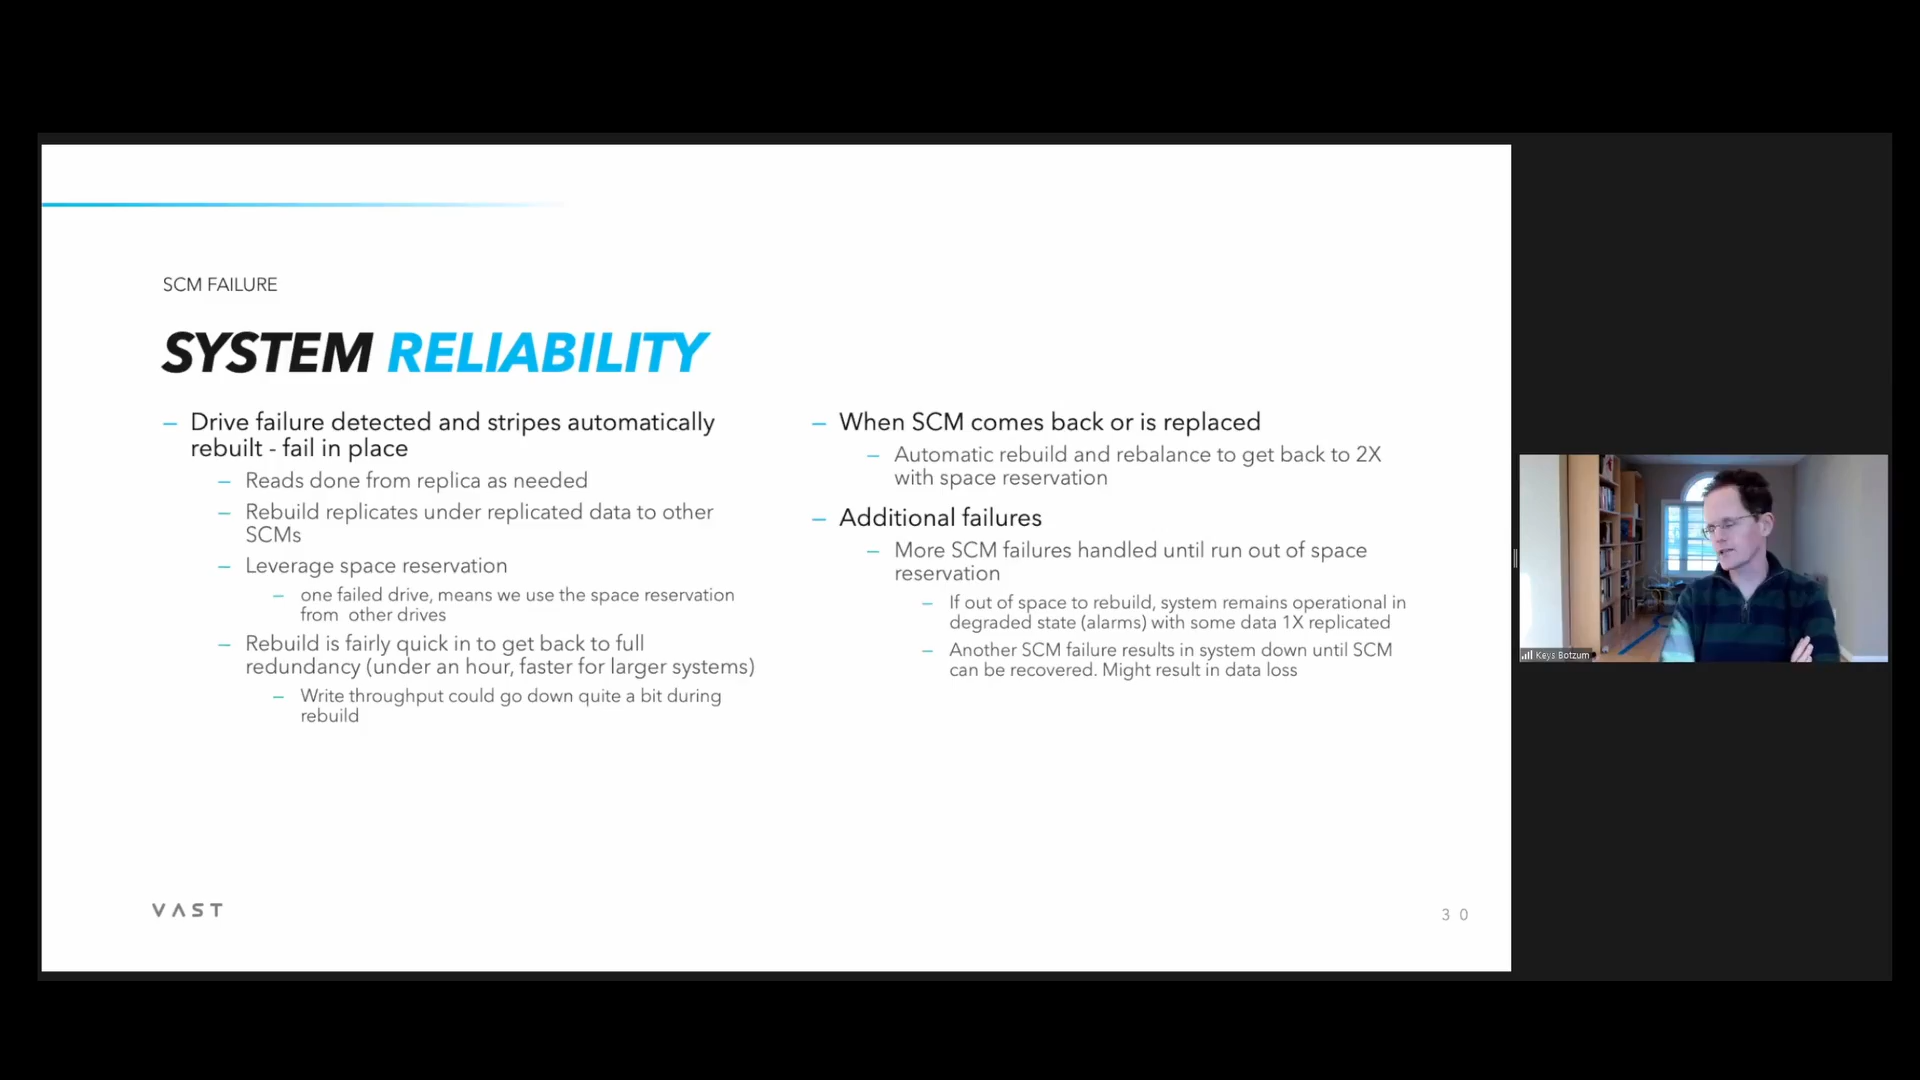 SCM FAILURE
SYSTEM RELIABILITY
– Drive failure detected and stripes automatically
rebuilt - fail in place
– Reads done from replica as needed
– Rebuild replicates under replicated data to other
SCMs
– Leverage space reservation
– one failed drive, means we use the space reservation
from  other drives
– Rebuild is fairly quick in to get back to full
redundancy (under an hour, faster for larger systems)
– Write throughput could go down quite a bit during
rebuild
– When SCM comes back or is replaced
– Automatic rebuild and rebalance to get back to 2X
with space reservation
– Additional failures
– More SCM failures handled until run out of space
reservation
– If out of space to rebuild, system remains operational in
degraded state (alarms) with some data 1X replicated
– Another SCM failure results in system down until SCM
can be recovered. Might result in data loss
VAST
30
Keys Botzum